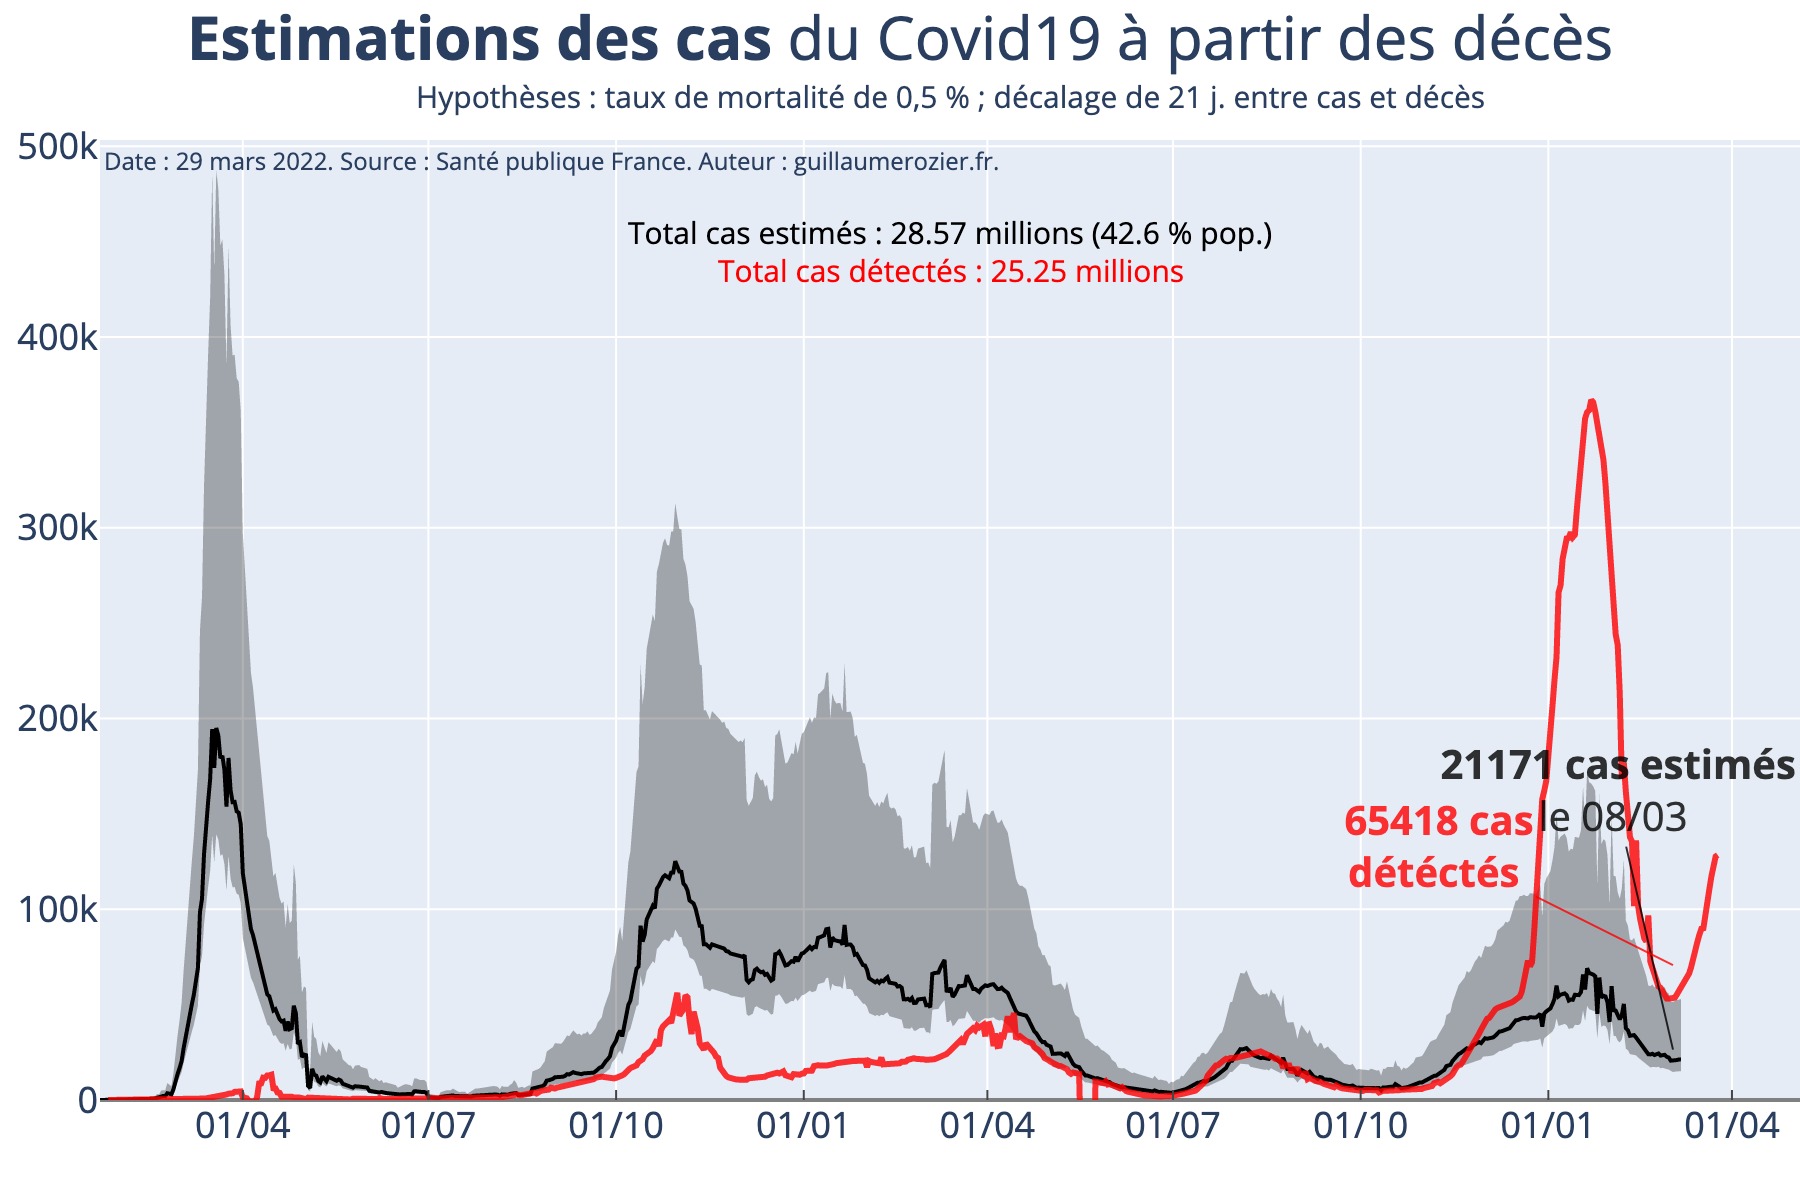 Estimations des cas du Covid19 à partir des décès
Hypothèses : taux de mortalité de 0,5 % ; décalage de 21 j. entre cas et décès
500k
Date : 29 mars 2022. Source : Santé publique France. Auteur : guillaumerozier.fr.
Total cas estimés : 28.57 millions (42.6 % pop.)
Total cas détectés : 25.25 millions
400k
300k
200k
21171 cas estimés
le 08/03
65418 cas
détéctés
100k
0
01/04 01/07 01/10 01/01 01/04 01/07 01/10 01/01 01/04